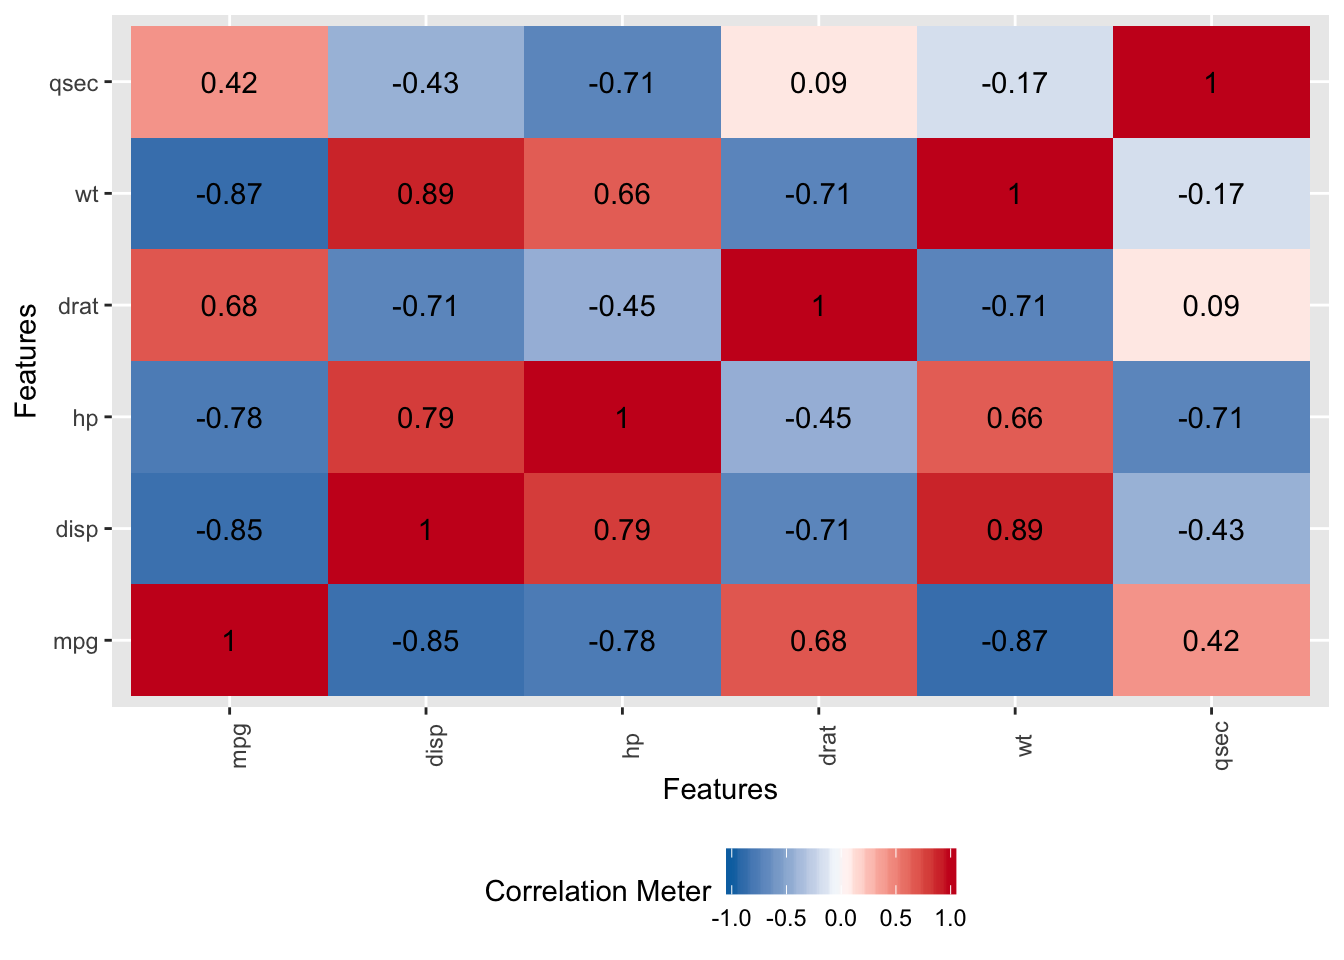 qsec 0.42 -0.43 -0.71 0.09 -0.17 1
wt -0.87 0.89 0.66 -0.71 1 -0.17
drat 0.68 -0.71 -0.45 1 -0.71 0.09
Features
hp -0.78 0.79 1 -0.45 0.66 -0.71
disp -0.85 1 0.79 -0.71 0.89 -0.43
mpg 1 -0.85 -0.78 0.68 -0.87 0.42
mpg disp hp drat wt qsec
Features
Correlation Meter
-1.0 -0.5 0.0 0.5 1.0